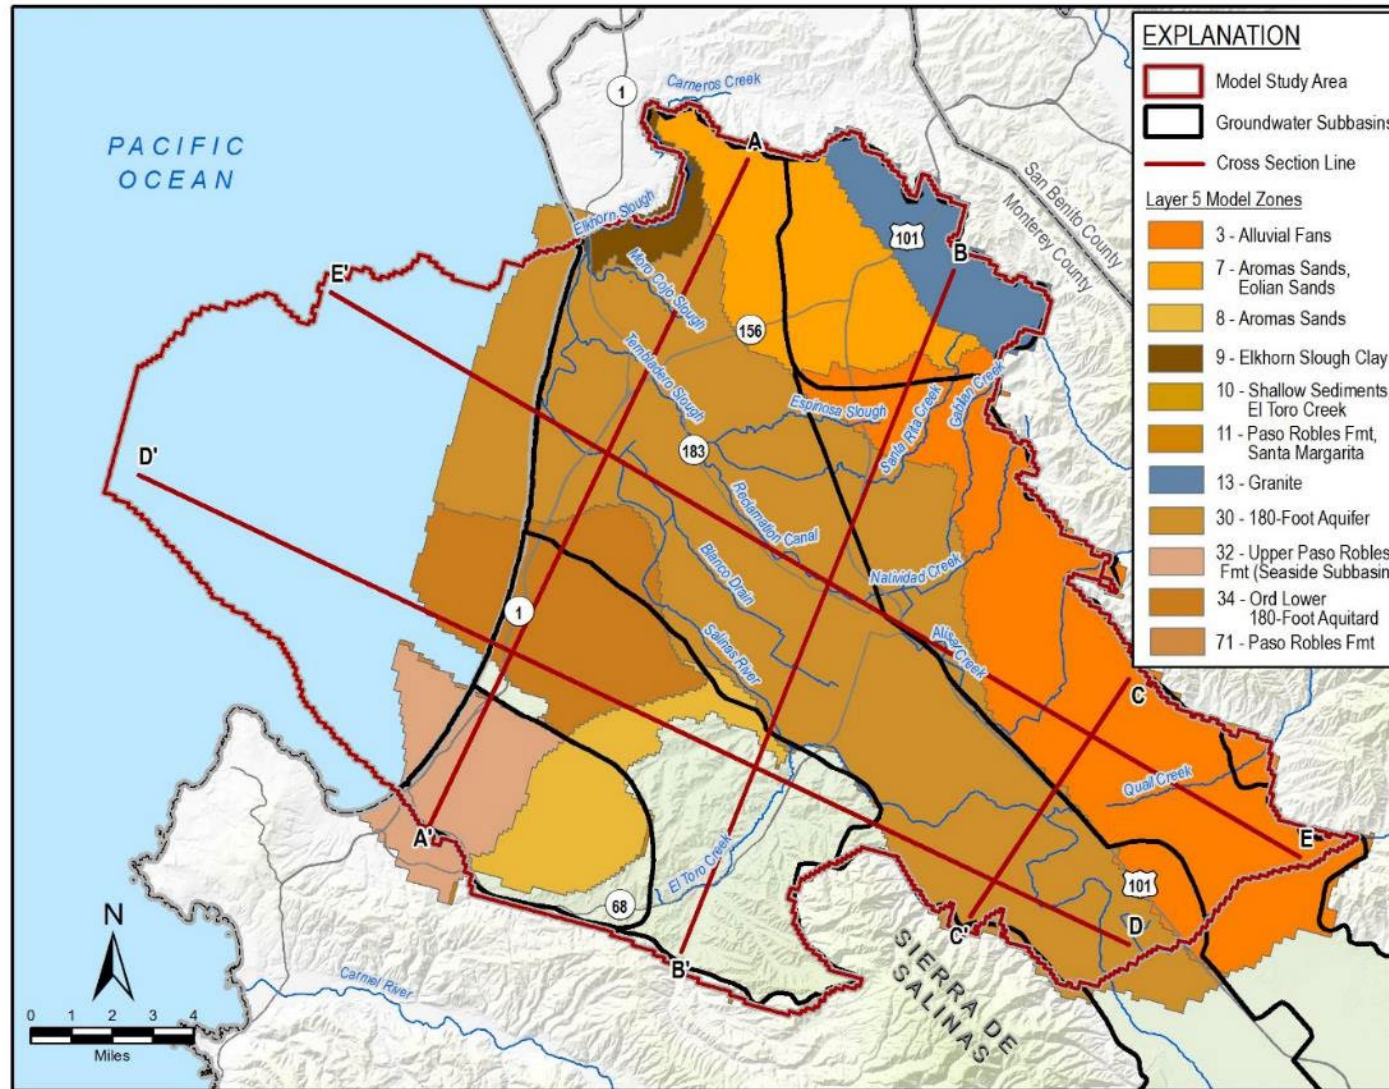 EXPLANATION
Model Study Area
Groundwater Subbasins
Cross Section Line
Layer 5 Model Zones
3 - Alluvial Fans
7 - Aromas Sands,
Eolian Sands
8 - Aromas Sands
9 - Elkhorn Slough Clay
10 - Shallow Sediments
El Toro Creek
11 - Paso Robles Fmt,
Santa Margarita
13 - Granite
30 - 180-Foot Aquifer
32 - Upper Paso Robles
Fmt (Seaside Subbasin
34 - Ord Lower
180-Foot Aquitard
71 - Paso Robles Fmt
PACIFIC
OCEAN
Carneros Creek
1
A
San Benito County
Monterey County
101
B
Elkhorn Slough
E'
Moro Cojo Slough
156
Tembladero Slough
Espinosa Slough
Santa Rita Creek
Gabilan Creek
D'
183
Reclamation Canal
Blanco Drain
Natividad Creek
1
Salinas River
Alisal Creek
C
Quail Creek
A'
E
El Toro Creek
68
101
D
C'
B'
SIERRA DE
SALINAS
N
Carmel River
0 1 2 3 4
Miles